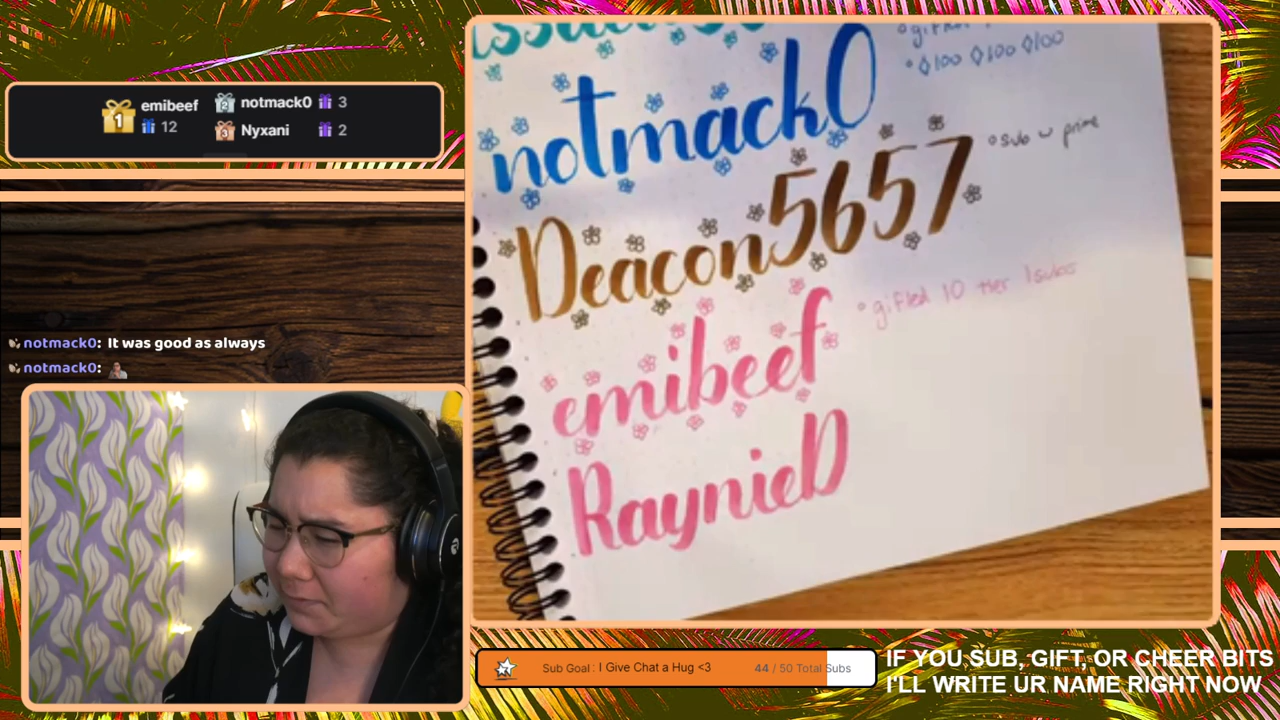 emibeef
12
notmack0 3
Nyxani 2
notmack0: It was good as always
notmack0:
notmack0
◊100 ◊100 ◊100
Deacon5657
°sub w prime
emibeef
°gifted 10 tier 1 subs
RaynieD
Sub Goal: I Give Chat a Hug <3 44 / 50 Total Subs
IF YOU SUB, GIFT, OR CHEER BITS
I'LL WRITE UR NAME RIGHT NOW